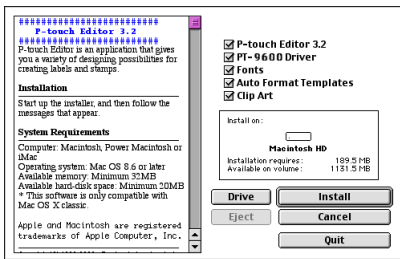 ########################
P-touch Editor 3.2
########################
P-touch Editor is an application that gives
you a variety of designing possibilities for
creating labels and stamps.
Installation
Start up the installer, and then follow the
messages that appear.
System Requirements
Computer: Macintosh, Power Macintosh or
iMac
Operating system: Mac OS 8.6 or later
Available memory: Minimum 32MB
Available hard-disk space: Minimum 20MB
* This software is only compatible with
Mac OS X classic.
Apple and Macintosh are registered
trademarks of Apple Computer, Inc.
P-touch Editor 3.2
PT-9600 Driver
Fonts
Auto Format Templates
Clip Art
Install on:
Macintosh HD
Installation requires: 189.5 MB
Available on volume: 1131.5 MB
Drive
Install
Eject
Cancel
Quit